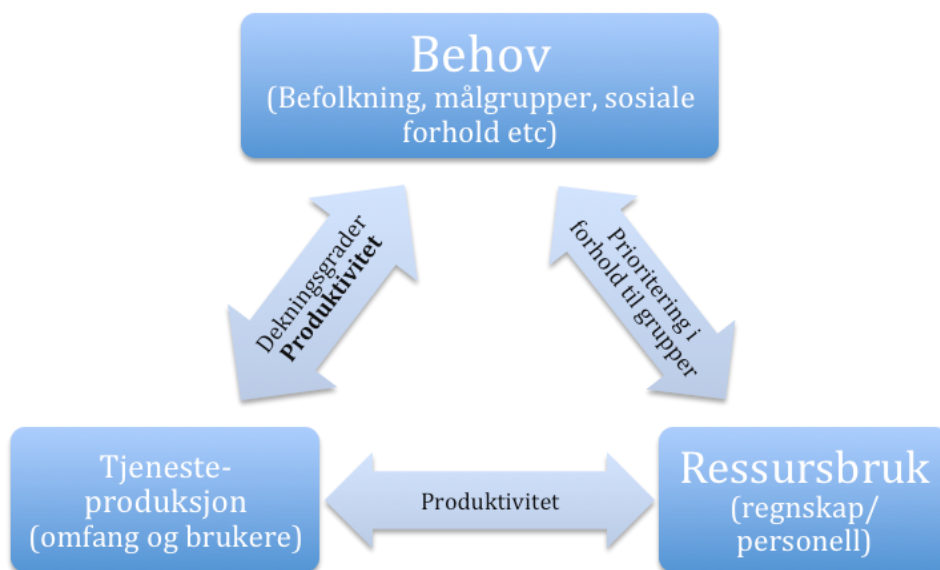 Behov
(Befolkning, målgrupper, sosiale
forhold etc)
Dekningsgrader
Produktivitet
Prioritering i
forhold til grupper
Tjeneste-
produksjon
(omfang og brukere)
Produktivitet
Ressursbruk
(regnskap/
personell)